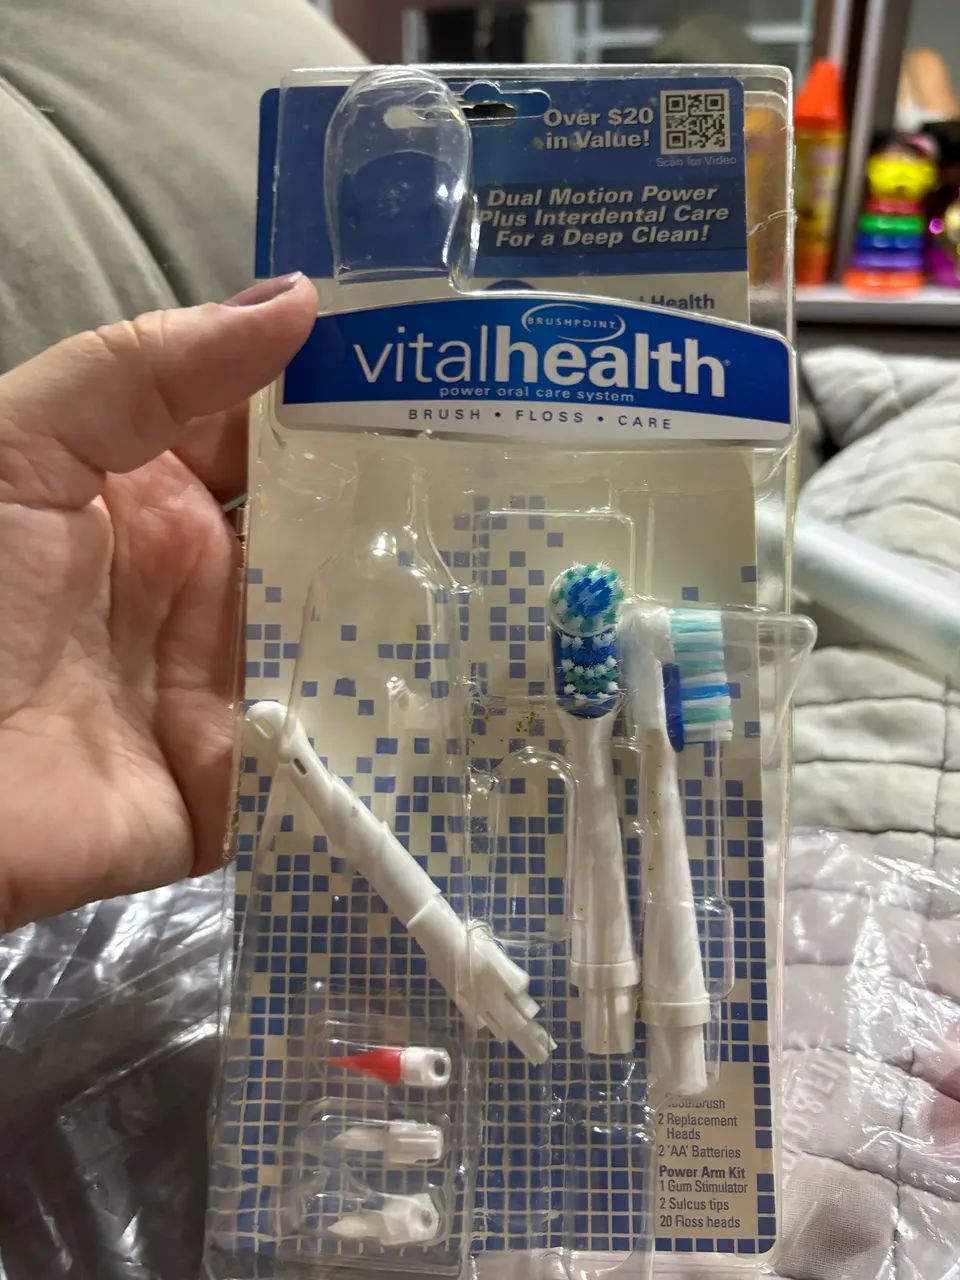 Over $20
in Value!
Scan for Video
Dual Motion Power
Plus Interdental Care
For a Deep Clean!
Health
BRUSHPOINT
vitalhealth
power oral care system
BRUSH • FLOSS • CARE
Toothbrush
2 Replacement
Heads
2 'AA' Batteries
Power Arm Kit
1 Gum Stimulator
2 Sulcus tips
20 Floss heads